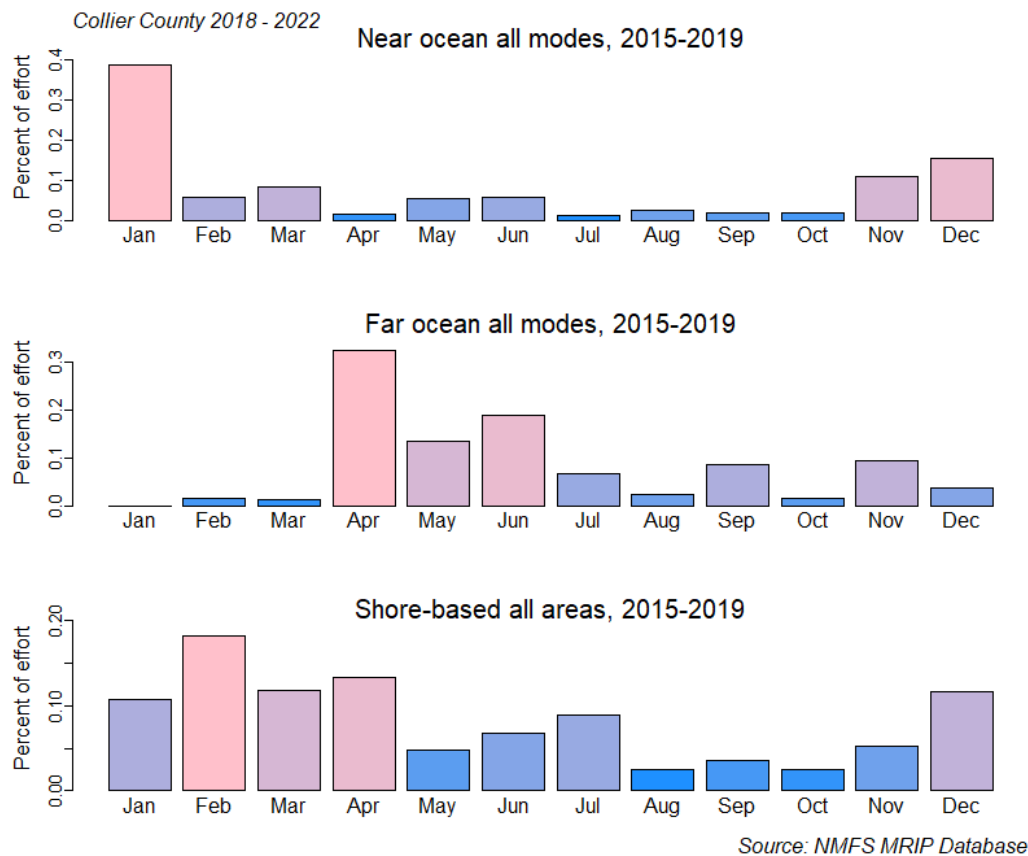 Collier County 2018 - 2022
Near ocean all modes, 2015-2019
Percent of effort
0.0 0.1 0.2 0.3 0.4
Jan Feb Mar Apr May Jun Jul Aug Sep Oct Nov Dec
Far ocean all modes, 2015-2019
Percent of effort
0.0 0.1 0.2 0.3
Jan Feb Mar Apr May Jun Jul Aug Sep Oct Nov Dec
Shore-based all areas, 2015-2019
Percent of effort
0.00 0.10 0.20
Jan Feb Mar Apr May Jun Jul Aug Sep Oct Nov Dec
Source: NMFS MRIP Database